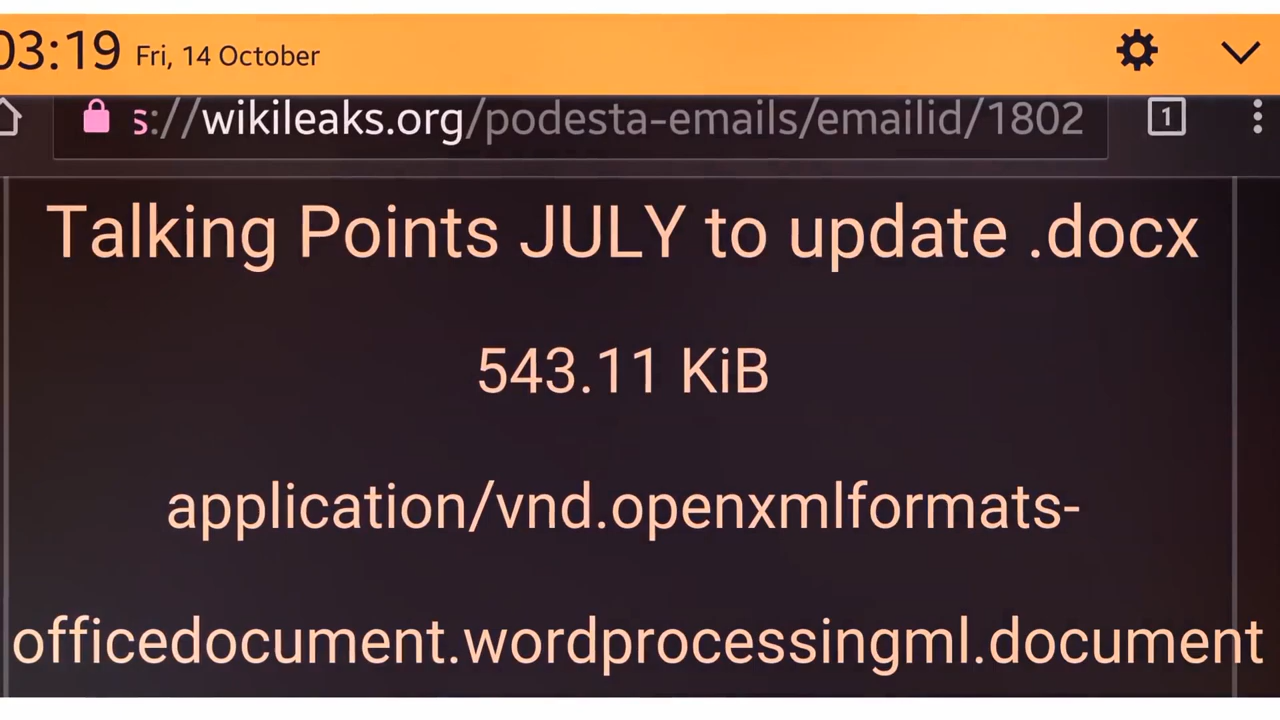 03:19 Fri, 14 October
s://wikileaks.org/podesta-emails/emailid/1802 1
Talking Points JULY to update .docx
543.11 KiB
application/vnd.openxmlformats-
officedocument.wordprocessingml.document